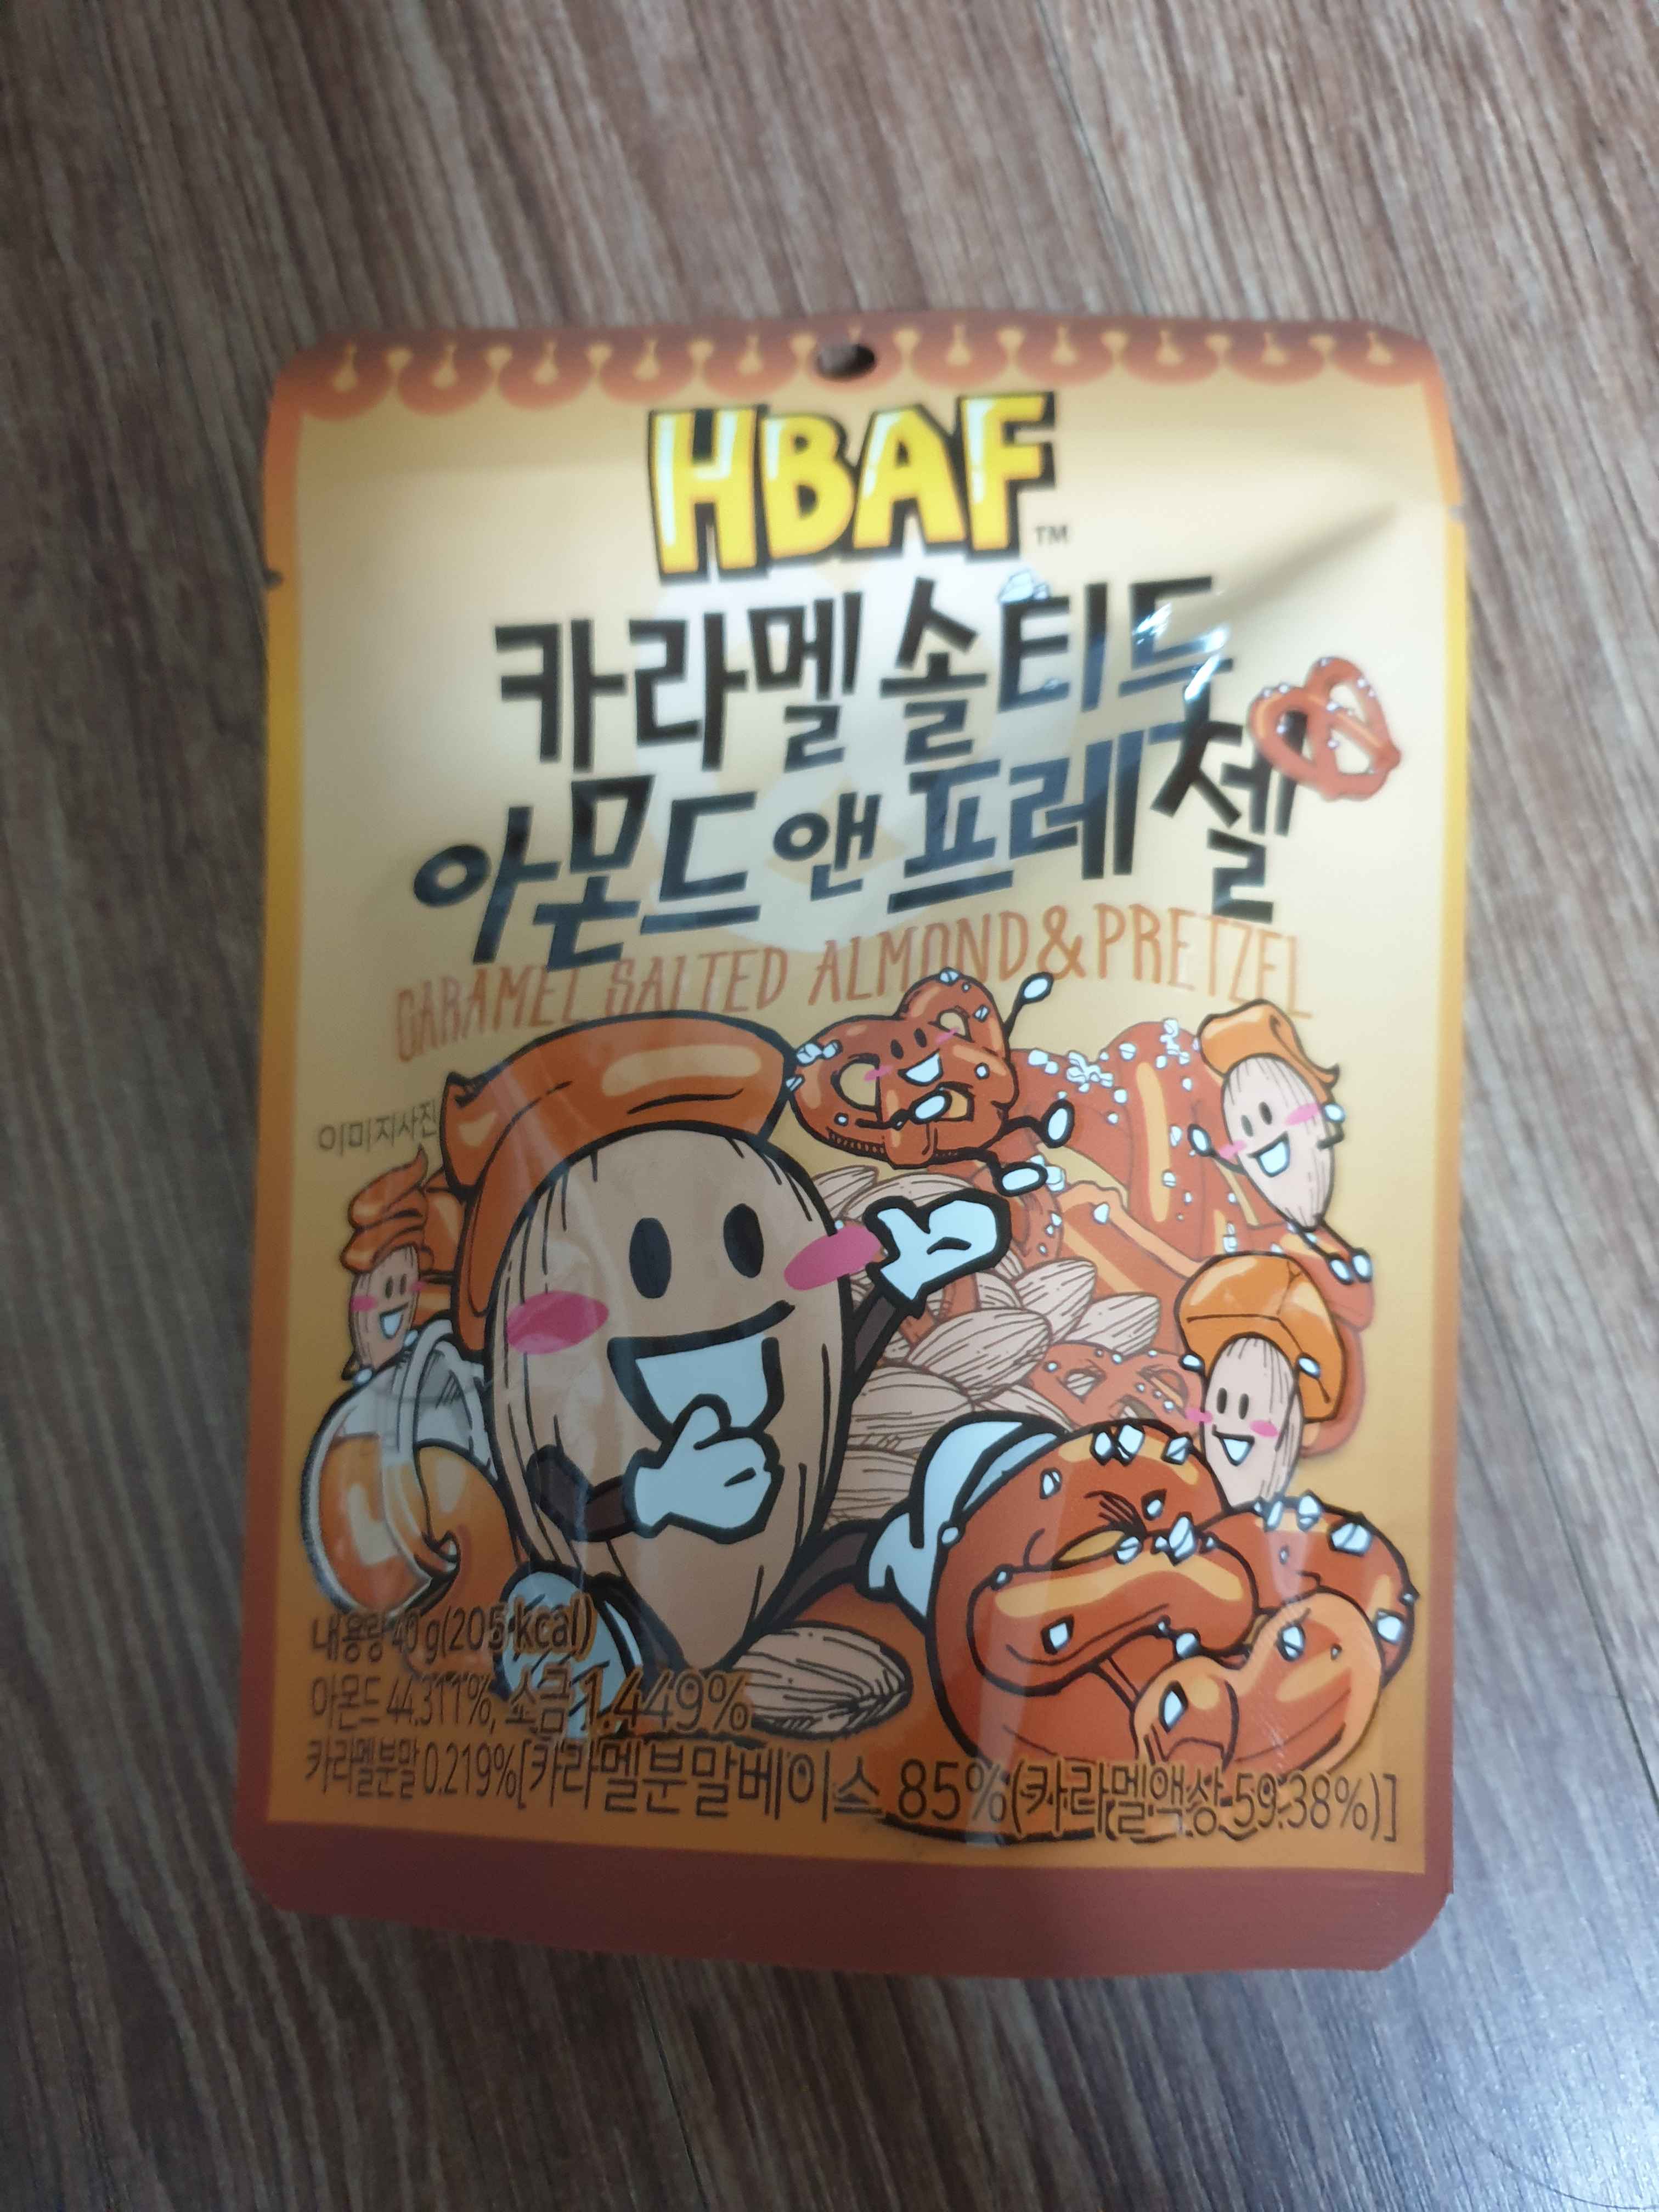 HBAF
TM
카라멜 솔티드
아몬드 앤 프레첼
CARAMEL SALTED ALMOND & PRETZEL
이미지사진
내용량 40 g(205 kcal)
아몬드 44.311%, 소금 1.449%
카라멜분말 0.219%[카라멜분말베이스 85%(카라멜액상 59.38%)]